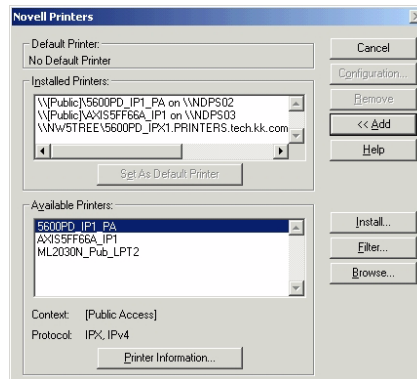 Novell Printers
Default Printer:
No Default Printer
Installed Printers:
\\[Public]\5600PD_IP1_PA on \\NDPS02
\\[Public]\AXIS5FF66A_IP1 on \\NDPS03
\\NW5TREE\5600PD_IPX1.PRINTERS.tech.kk.com
Set As Default Printer
Available Printers:
5600PD_IP1_PA
AXIS5FF66A_IP1
ML2030N_Pub_LPT2
Context: [Public Access]
Protocol: IPX, IPv4
Printer Information...
Cancel
Configuration...
Remove
<< Add
Help
Install...
Filter...
Browse...